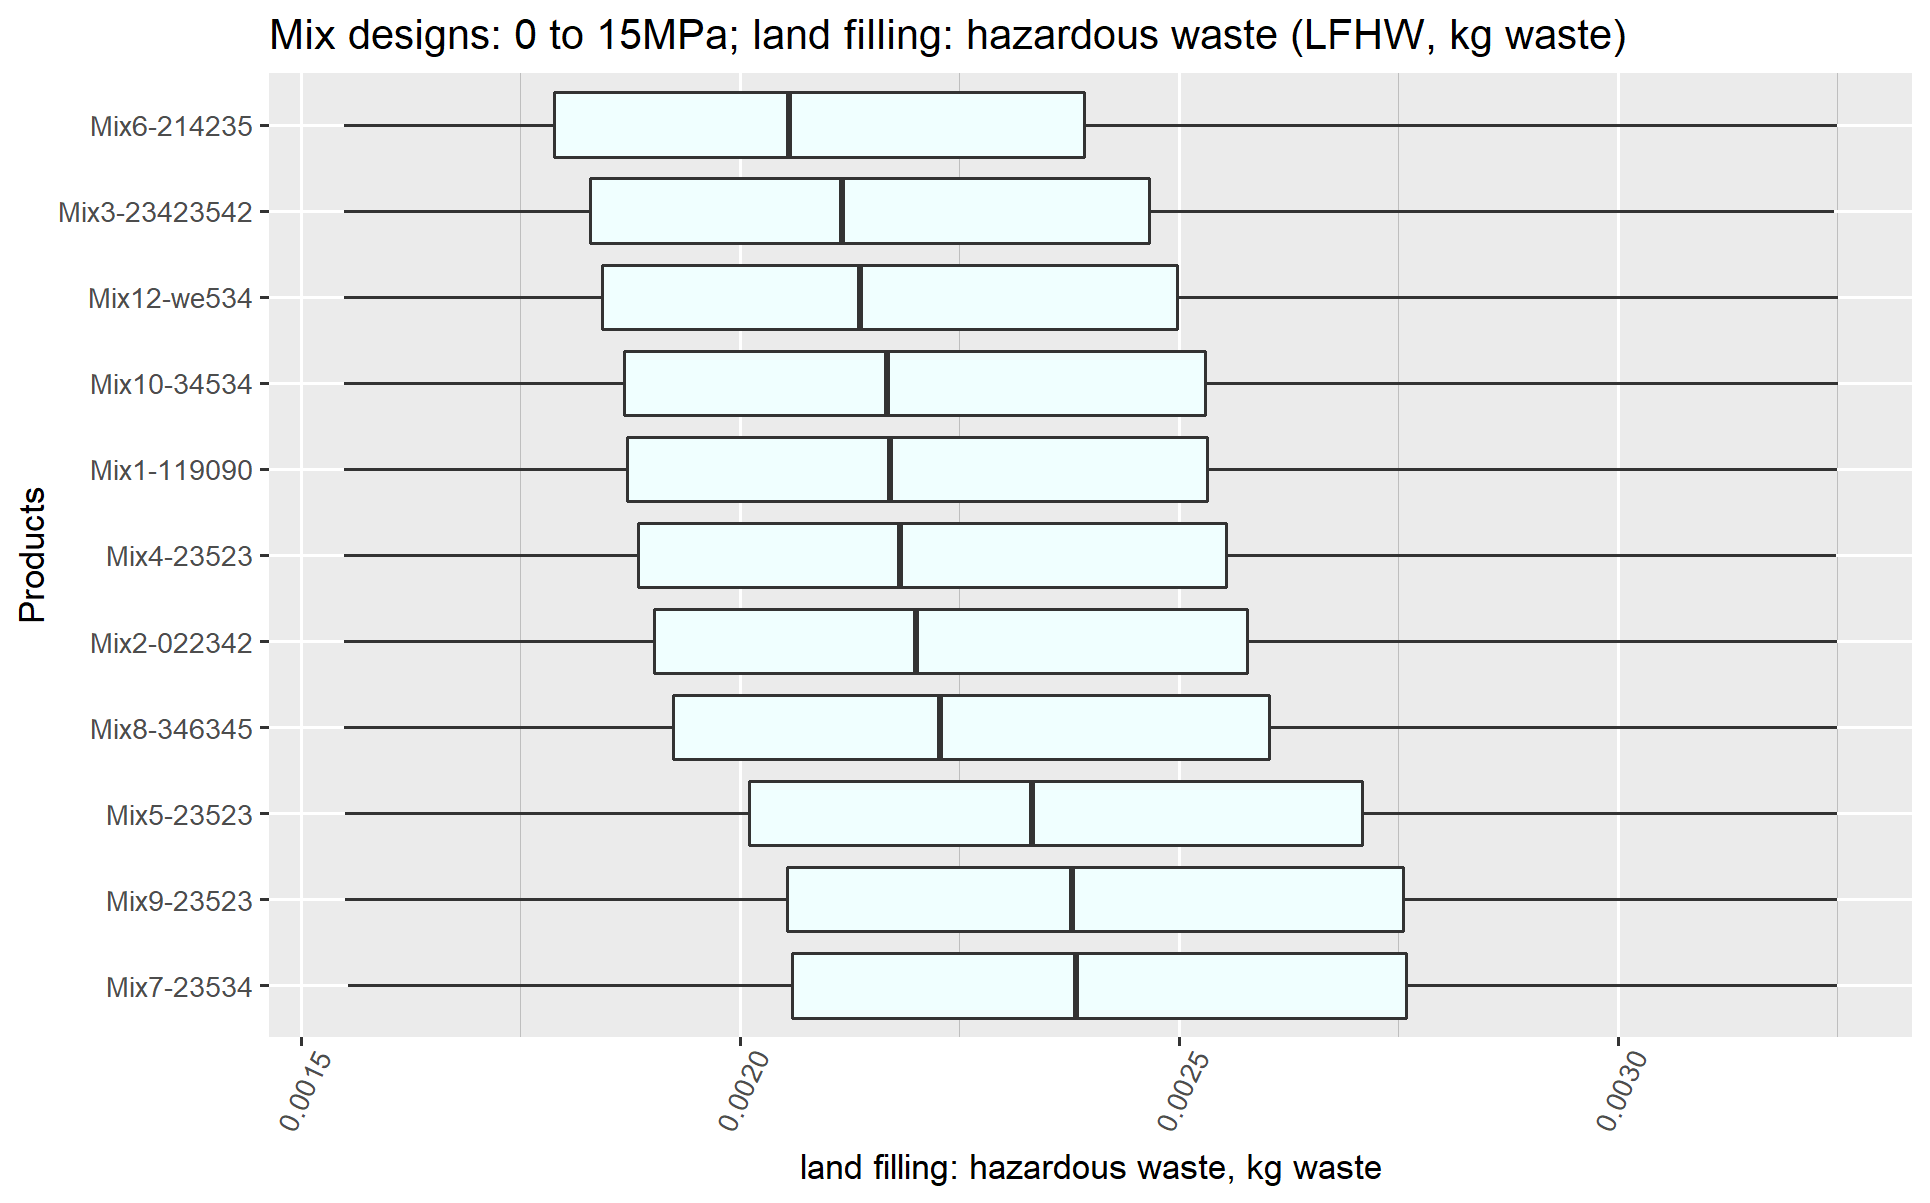 Mix designs: 0 to 15MPa; land filling: hazardous waste (LFHW, kg waste)
Products
Mix6-214235
Mix3-23423542
Mix12-we534
Mix10-34534
Mix1-119090
Mix4-23523
Mix2-022342
Mix8-346345
Mix5-23523
Mix9-23523
Mix7-23534
0.0015
0.0020
0.0025
0.0030
land filling: hazardous waste, kg waste